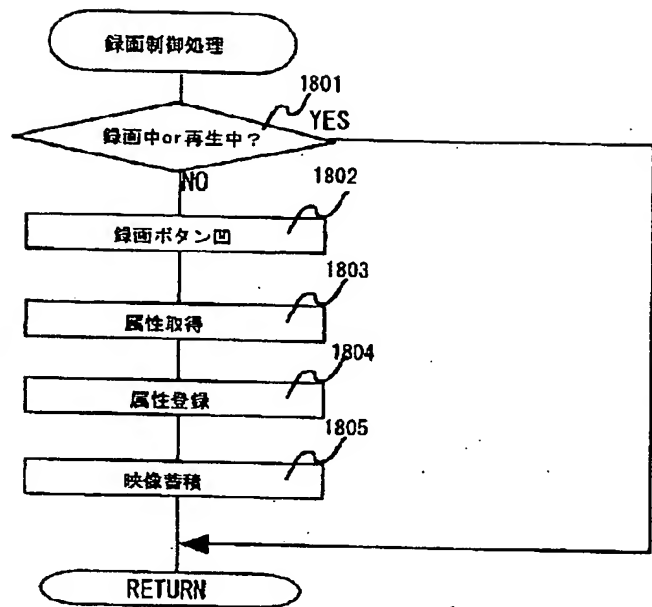 録画制御処理
1801
録画中or再生中?
YES
NO
1802
録画ボタン凹
1803
属性取得
1804
属性登録
1805
映像蓄積
RETURN